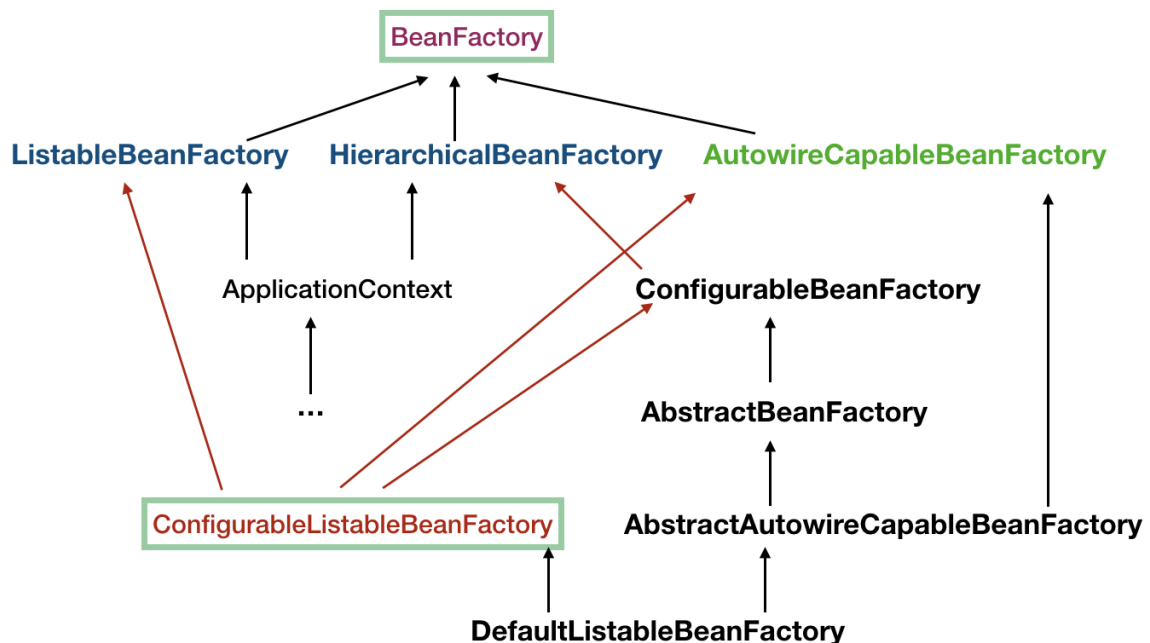 BeanFactory
ListableBeanFactory
HierarchicalBeanFactory
AutowireCapableBeanFactory
ApplicationContext
ConfigurableBeanFactory
...
AbstractBeanFactory
ConfigurableListableBeanFactory
AbstractAutowireCapableBeanFactory
DefaultListableBeanFactory